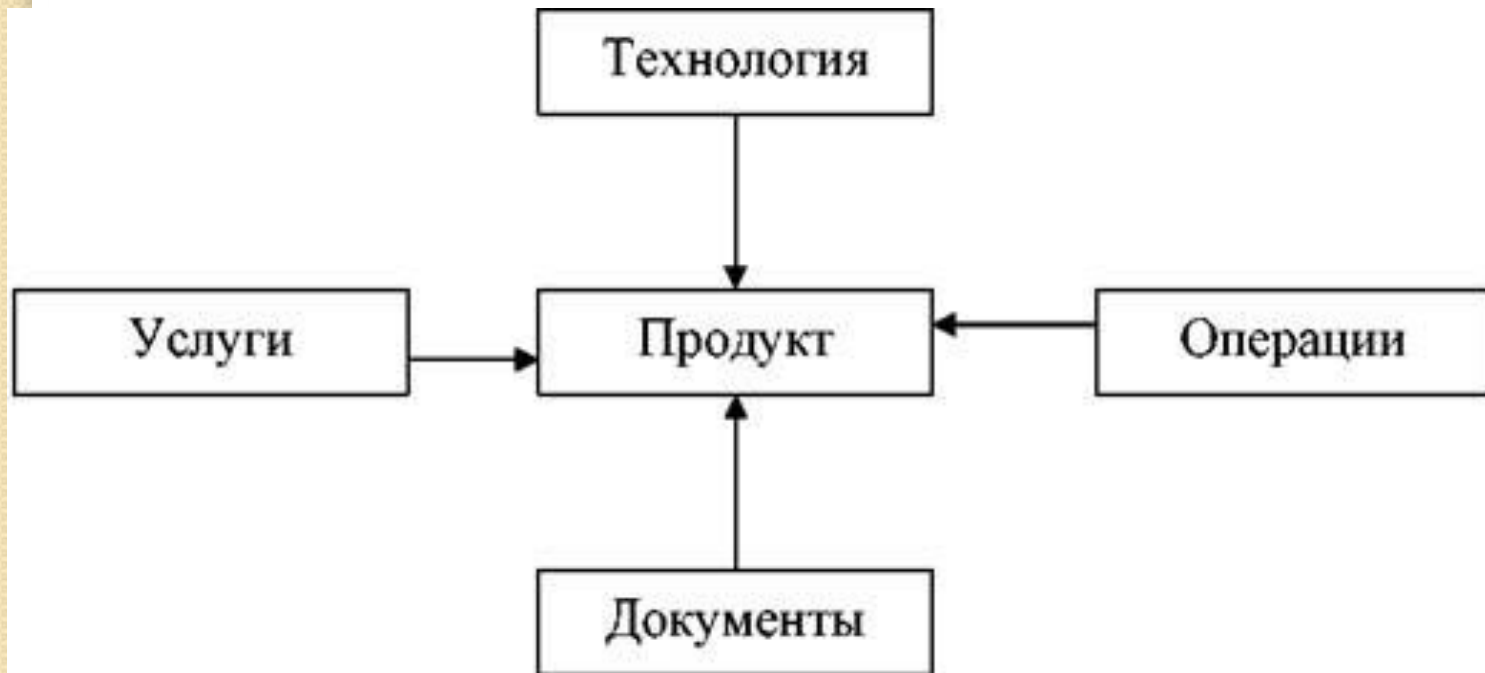 Технология
Услуги
Продукт
Операции
Документы